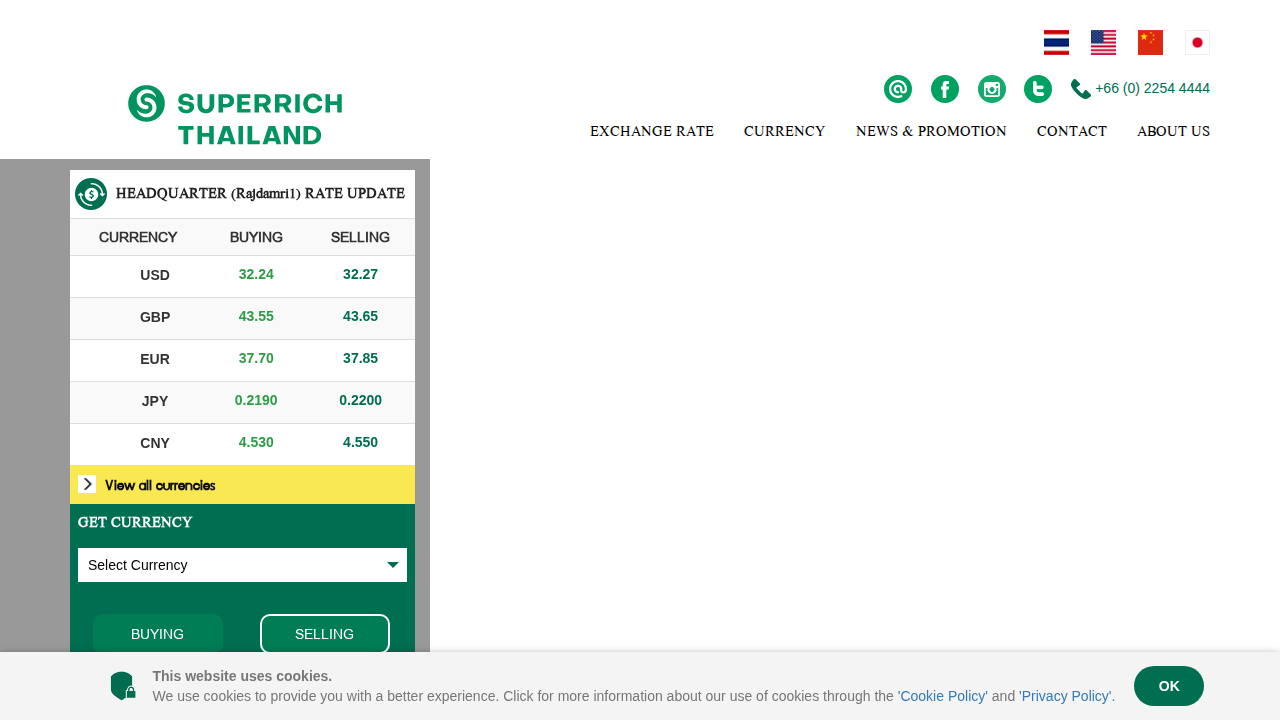 +66 (0) 2254 4444
SUPERRICH
THAILAND
EXCHANGE RATE CURRENCY NEWS & PROMOTION CONTACT ABOUT US
HEADQUARTER (Rajdamri1) RATE UPDATE
CURRENCY BUYING SELLING
USD 32.24 32.27
GBP 43.55 43.65
EUR 37.70 37.85
JPY 0.2190 0.2200
CNY 4.530 4.550
View all currencies
GET CURRENCY
Select Currency
BUYING SELLING
This website uses cookies.
We use cookies to provide you with a better experience. Click for more information about our use of cookies through the 'Cookie Policy' and 'Privacy Policy'.
OK